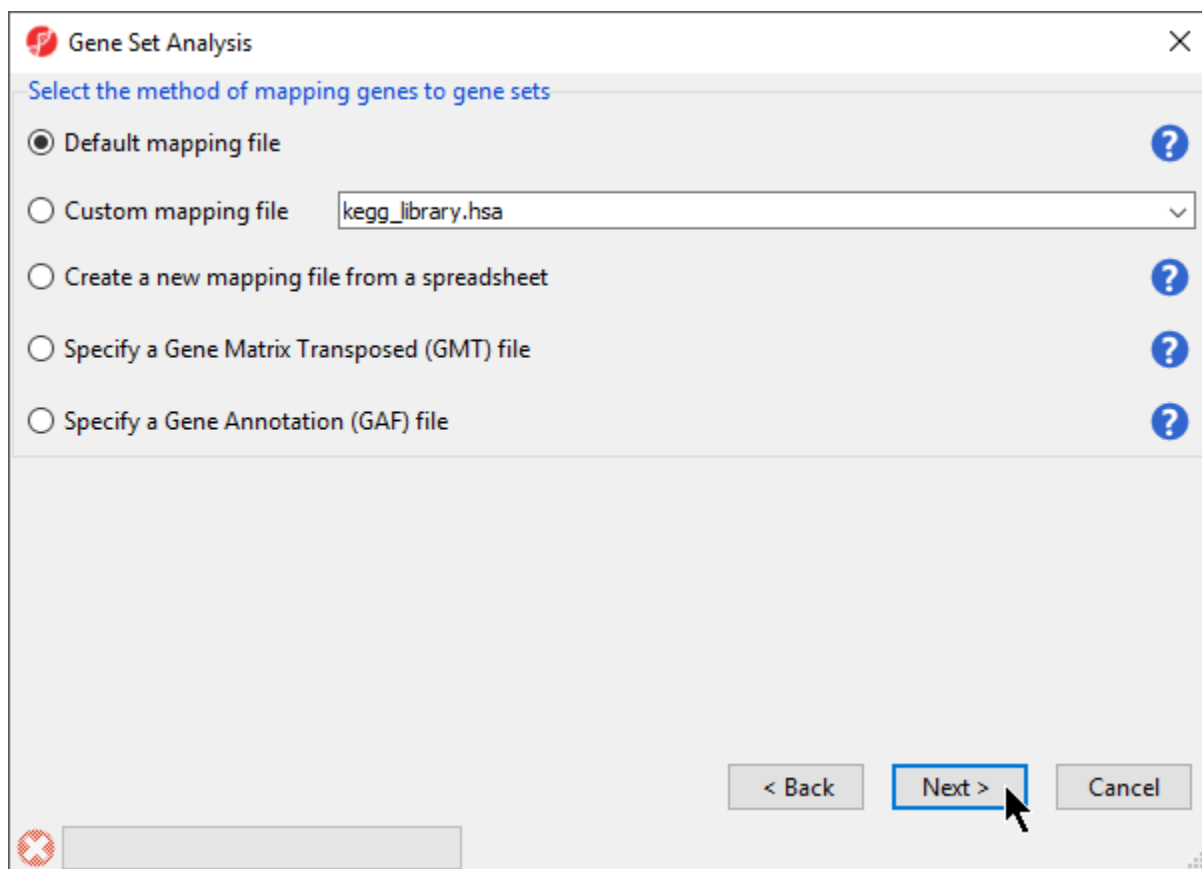 Gene Set Analysis
Select the method of mapping genes to gene sets
Default mapping file ?
Custom mapping file kegg_library.hsa
Create a new mapping file from a spreadsheet ?
Specify a Gene Matrix Transposed (GMT) file ?
Specify a Gene Annotation (GAF) file ?
< Back Next > Cancel